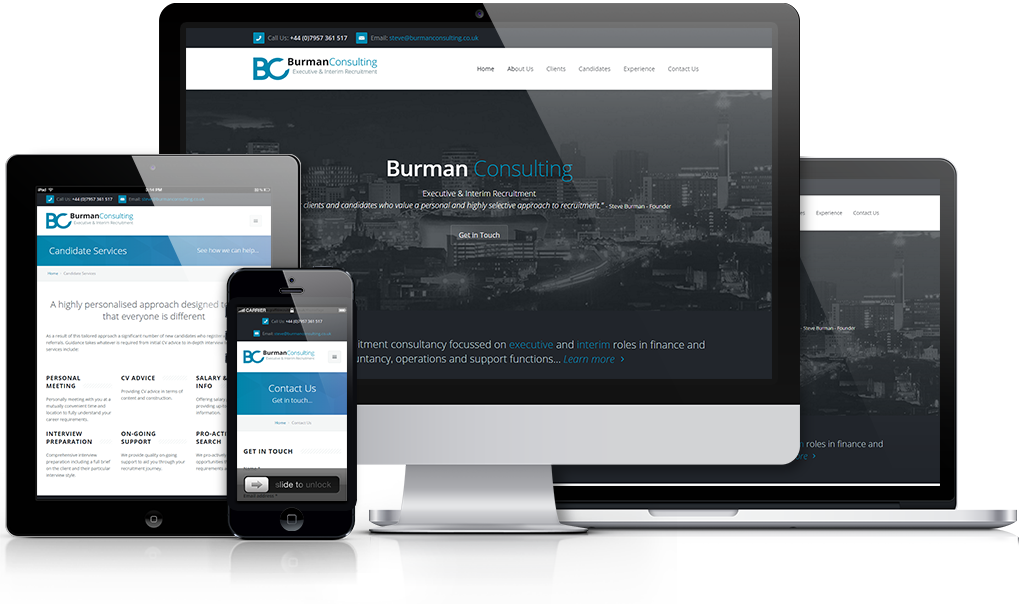 Call Us: +44 (0)7957 361 517
Email: steve@burmanconsulting.co.uk
BC BurmanConsulting
Executive & Interim Recruitment
Home
About Us
Clients
Candidates
Experience
Contact Us
Burman Consulting
Executive & Interim Recruitment
clients and candidates who value a personal and highly selective approach to recruitment." - Steve Burman - Founder
Get in Touch
itment consultancy focussed on executive and interim roles in finance and
untancy, operations and support functions... Learn more >
iPad
Call Us: +44 (0)7957 361 517
Email: steve@burmanconsulting.co.uk
BC BurmanConsulting
Executive & Interim Recruitment
Candidate Services
See how we can help...
Home
Candidate Services
A highly personalised approach designed t
that everyone is different
As a result of this tailored approach a significant number of new candidates who register
referrals. Guidance takes whatever is required from initial CV advice to in-depth interview
services include:
PERSONAL
MEETING
Personally meeting with you at a
mutually convenient time and
location to fully understand your
career requirements.
CV ADVICE
Providing CV advice in terms of
content and construction.
SALARY &
INFO
Offering salary
providing up-to
information.
INTERVIEW
PREPARATION
Comprehensive interview
preparation including a full brief
on the client and their particular
interview style.
ON-GOING
SUPPORT
We provide quality on-going
support to aid you through your
recruitment journey.
PRO-ACTI
SEARCH
We pro-actively
opportunities t
requirements a
CARRIER
Call Us: +44 (0)7957 361 517
Email: steve@burmanconsulting.co.uk
BC BurmanConsulting
Executive & Interim Recruitment
Contact Us
Get in touch...
Home
Contact Us
GET IN TOUCH
Name *
slide to unlock
Email address *
es
Experience
Contact Us
- Steve Burman - Founder
roles in finance and
re >